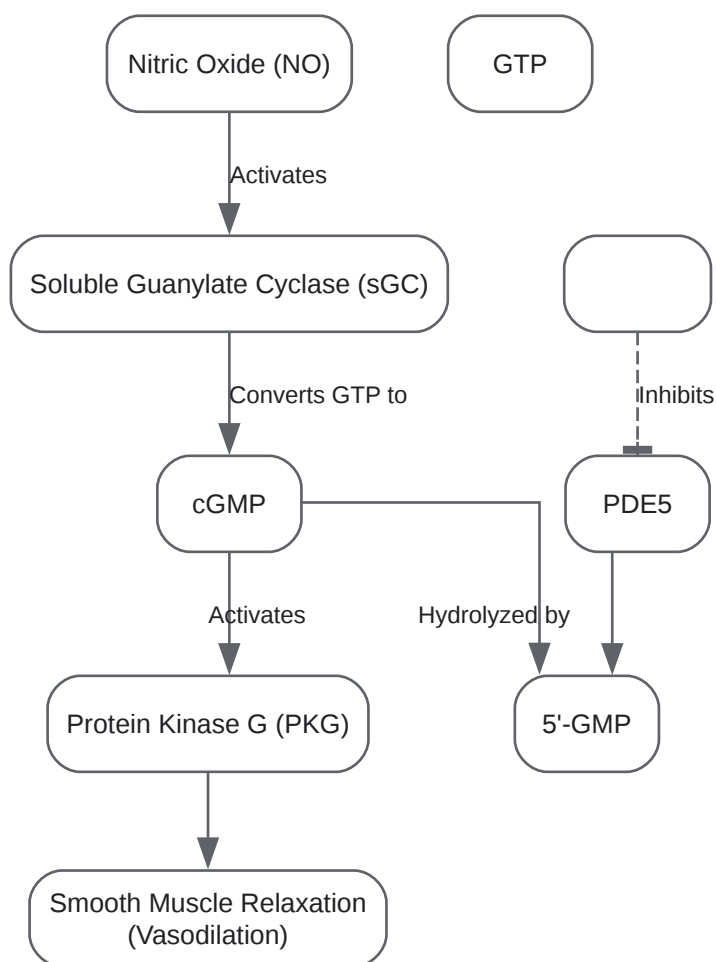 Nitric Oxide (NO)
GTP
Activates
Soluble Guanylate Cyclase (sGC)
Converts GTP to
Inhibits
cGMP
PDE5
Activates
Hydrolyzed by
Protein Kinase G (PKG)
5'-GMP
Smooth Muscle Relaxation
(Vasodilation)